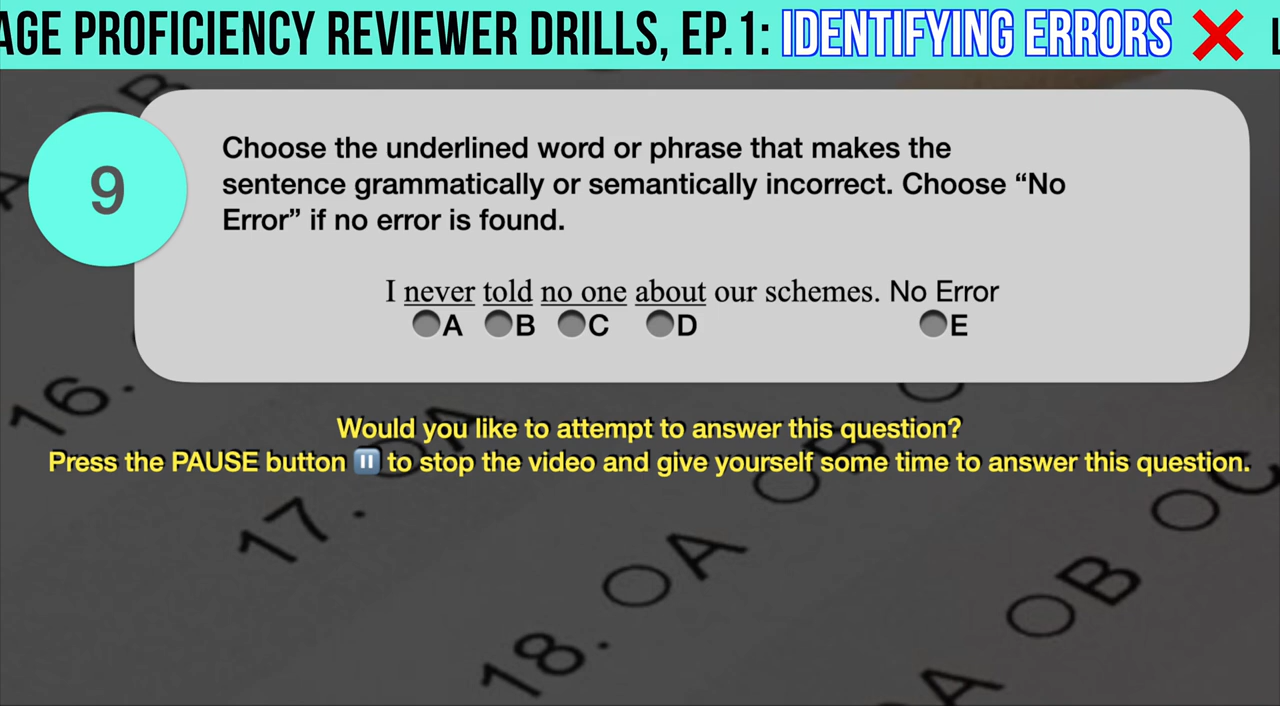 AGE PROFICIENCY REVIEWER DRILLS, EP.1: IDENTIFYING ERRORS ❌
9
Choose the underlined word or phrase that makes the
sentence grammatically or semantically incorrect. Choose “No
Error” if no error is found.
I never told no one about our schemes. No Error
A B C D E
Would you like to attempt to answer this question?
Press the PAUSE button ⏸ to stop the video and give yourself some time to answer this question.
16.
17. A B C
18. A B C
A